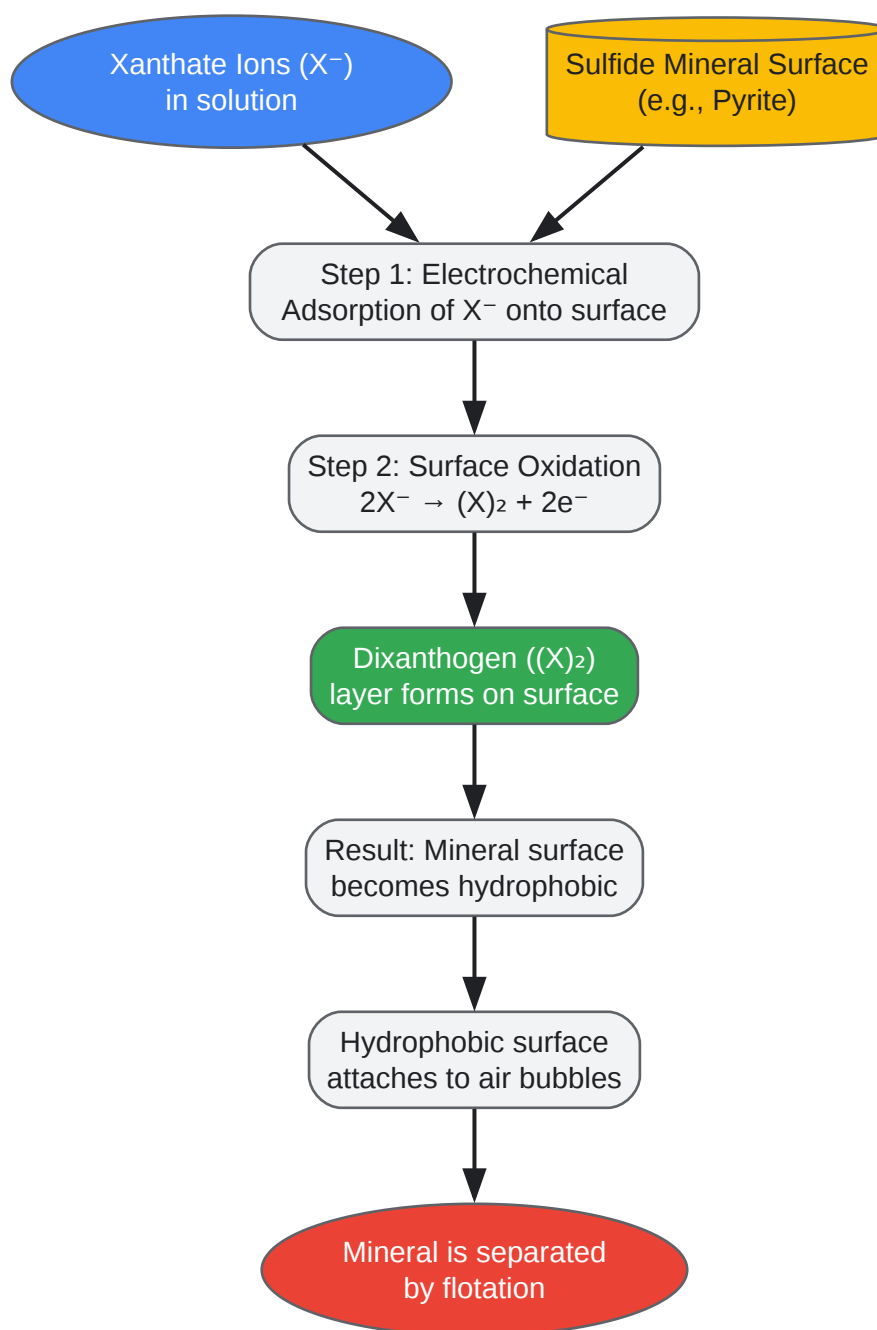 Xanthate Ions (X⁻)
in solution
Sulfide Mineral Surface
(e.g., Pyrite)
Step 1: Electrochemical
Adsorption of X⁻ onto surface
Step 2: Surface Oxidation
2X⁻ → (X)₂ + 2e⁻
Dixanthogen ((X)₂)
layer forms on surface
Result: Mineral surface
becomes hydrophobic
Hydrophobic surface
attaches to air bubbles
Mineral is separated
by flotation